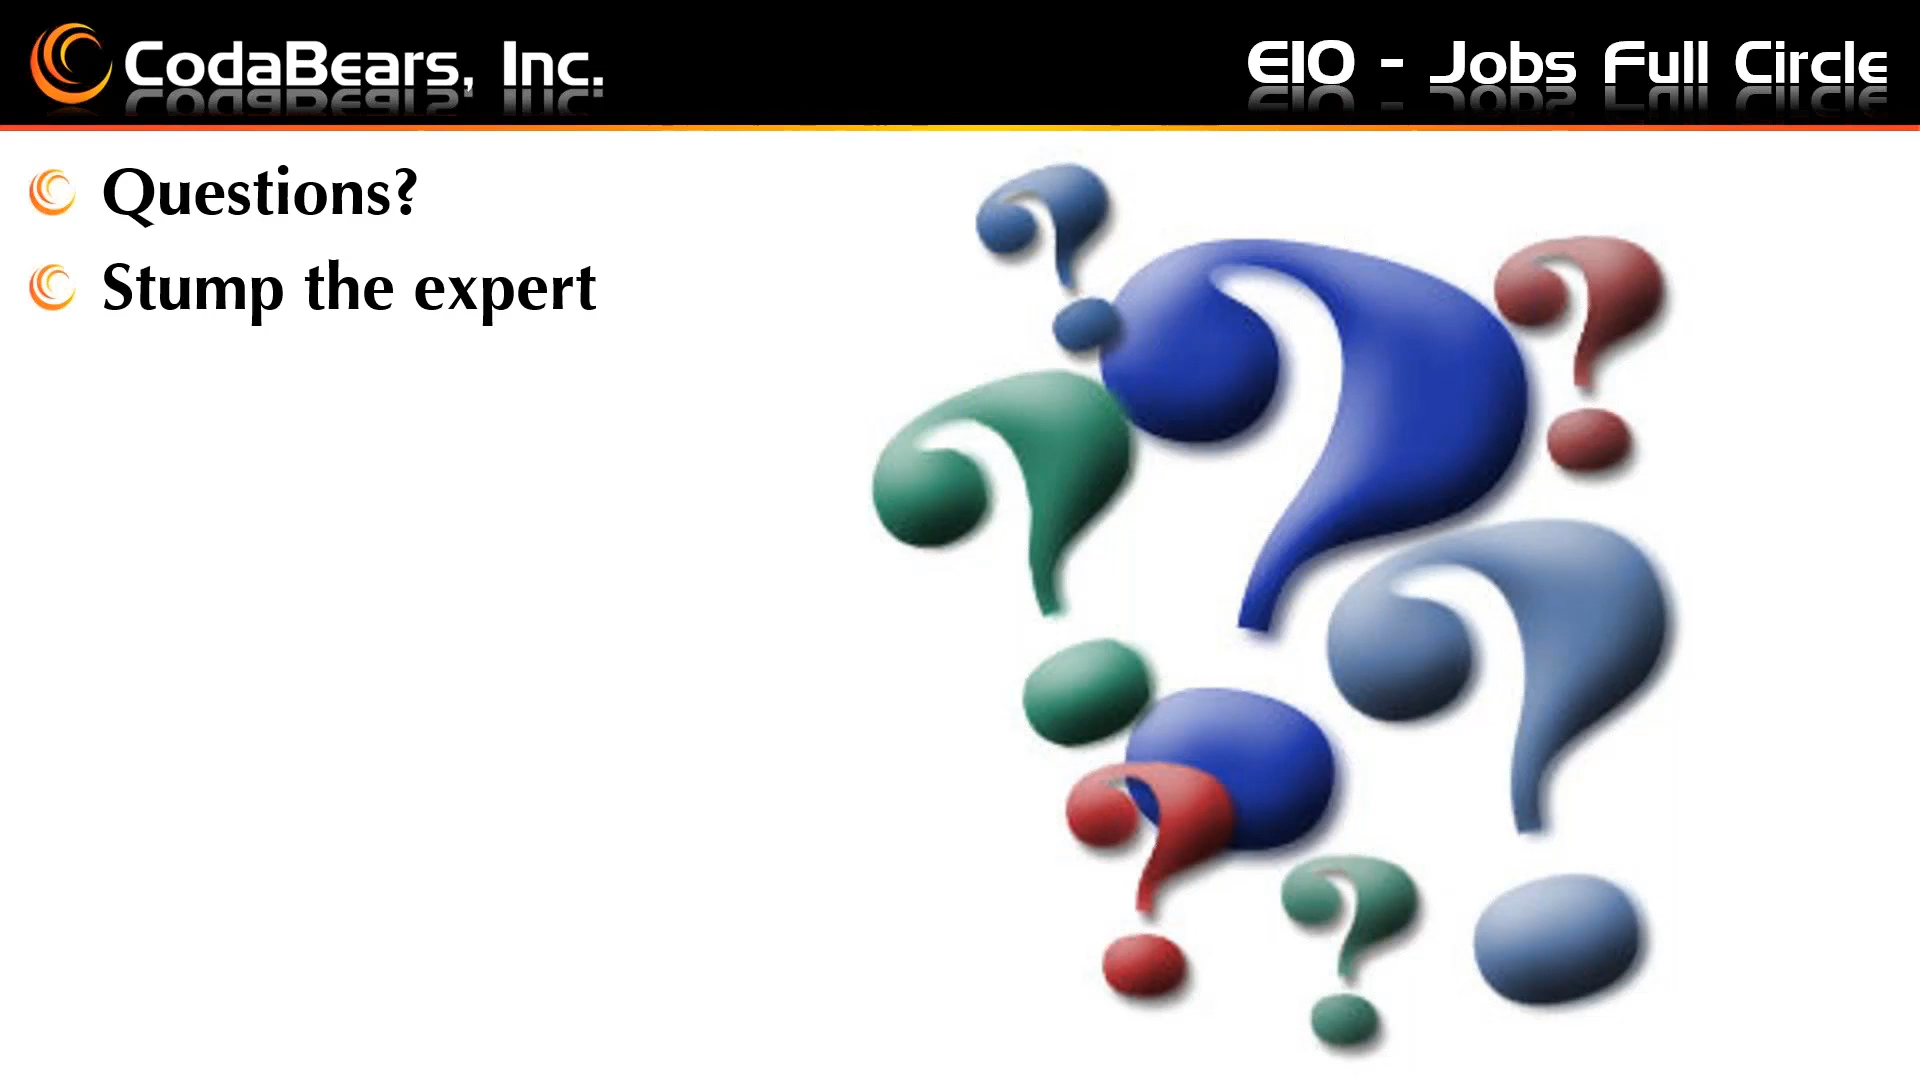 CodaBears, Inc.
EIO - Jobs Full Circle
Questions?
Stump the expert